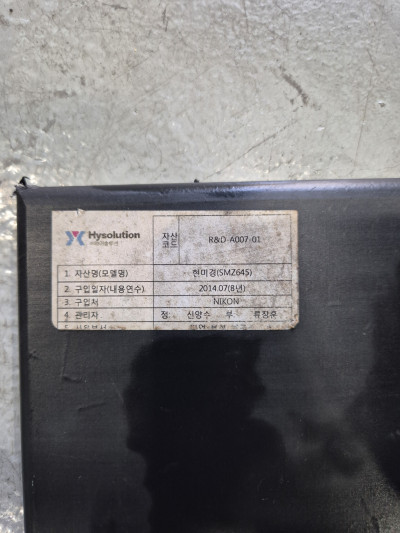 Hysolution
자산
코드
R&D-A007-01
1. 자산명(모델명) 현미경(SMZ645)
2. 구입일자(내용연수) 2014.07(8년)
3. 구입처 NIKON
4. 관리자 정 신양수 부 류장훈